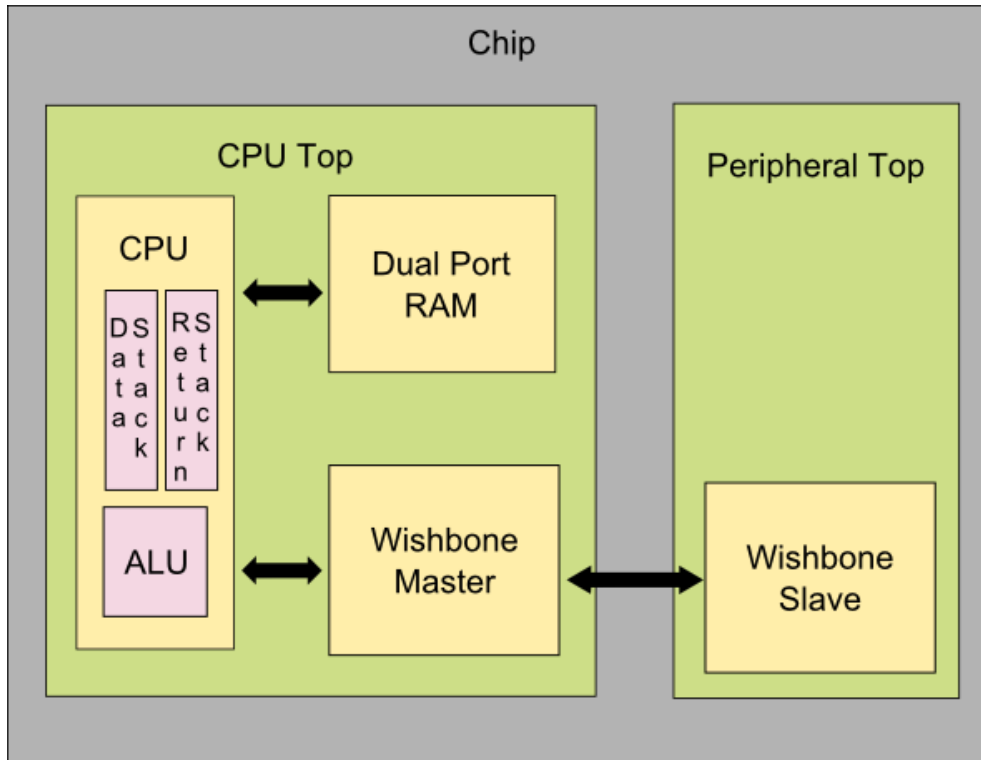 Chip
CPU Top
Peripheral Top
CPU
Dual Port
RAM
Data
Stack
Return
Stack
ALU
Wishbone
Master
Wishbone
Slave